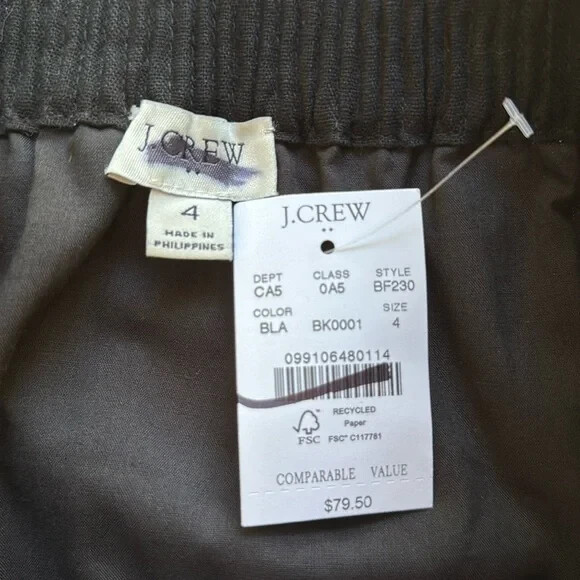 J.CREW
4
MADE IN
PHILIPPINES
J.CREW
DEPT CLASS STYLE
CA5 0A5 BF230
COLOR SIZE
BLA BK0001 4
099106480114
RECYCLED
Paper
FSC FSC® C117761
COMPARABLE VALUE
$79.50